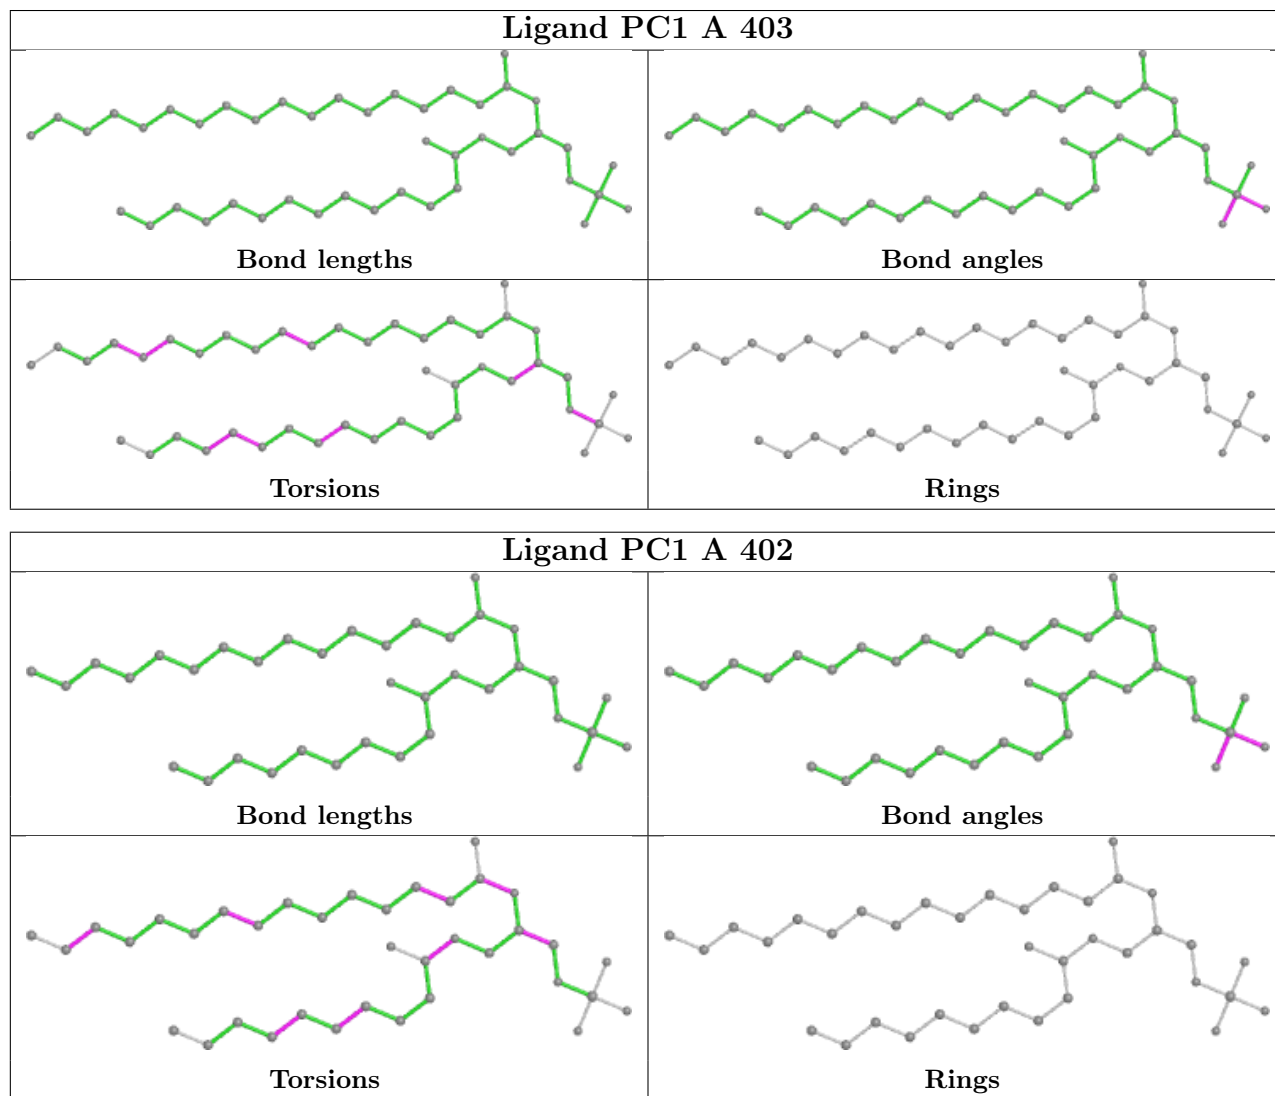 Ligand PC1 A 403
Bond lengths
Bond angles
Torsions
Rings
Ligand PC1 A 402
Bond lengths
Bond angles
Torsions
Rings